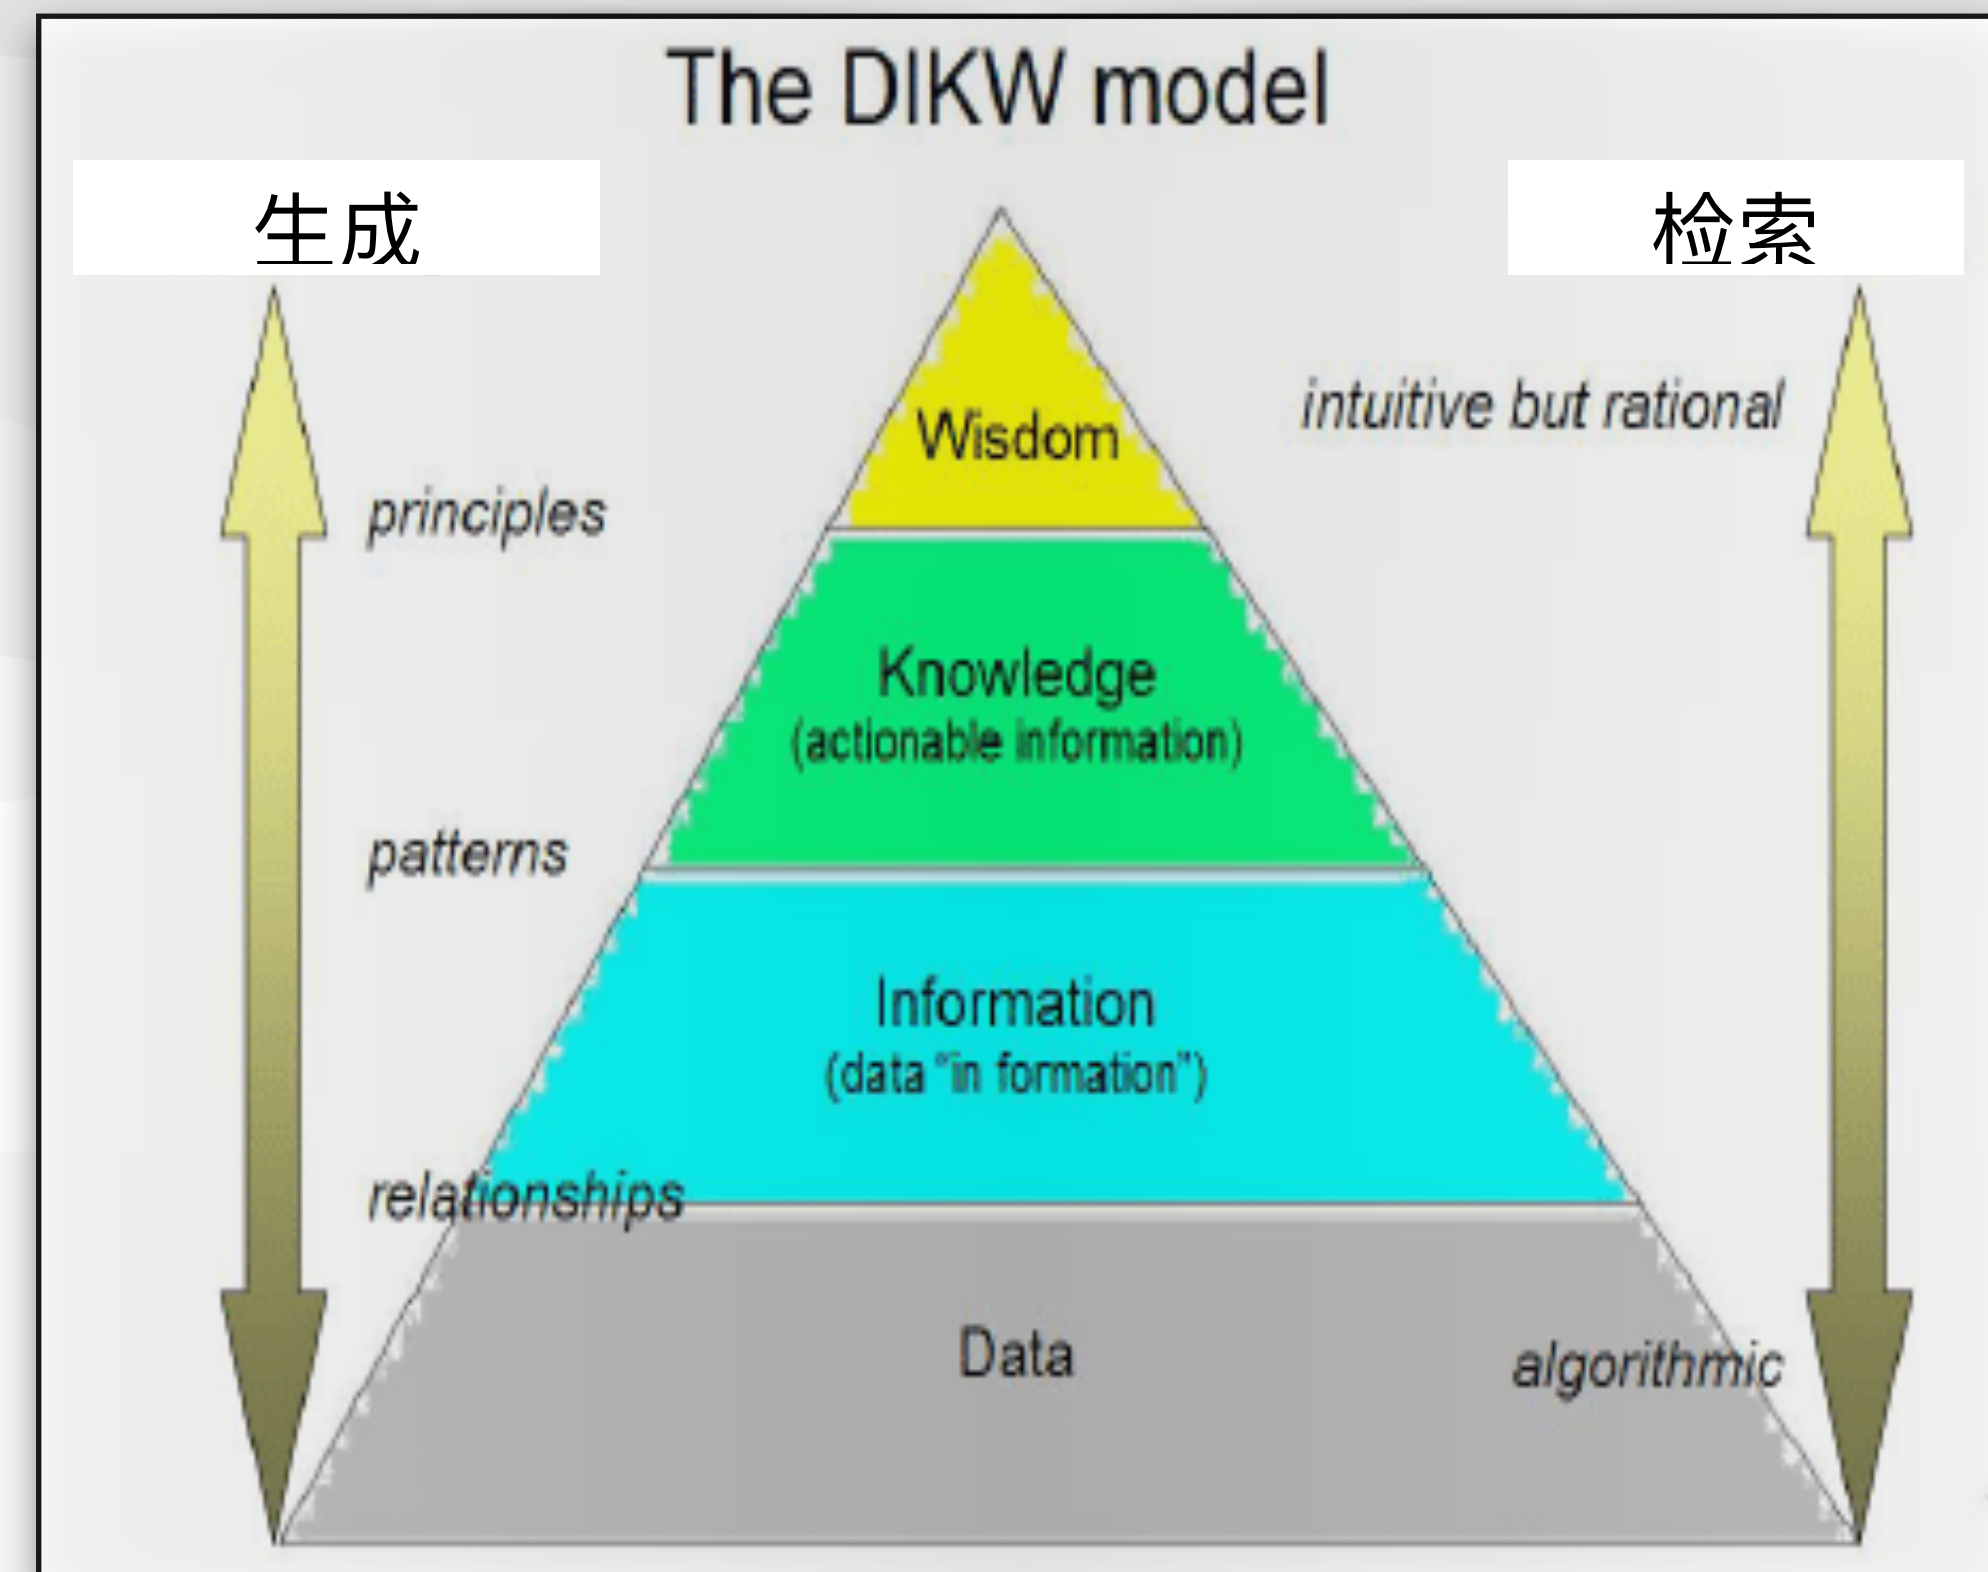 The DIKW model
生成
检索
intuitive but rational
Wisdom
principles
Knowledge
(actionable information)
patterns
Information
(data “in formation”)
relationships
Data
algorithmic